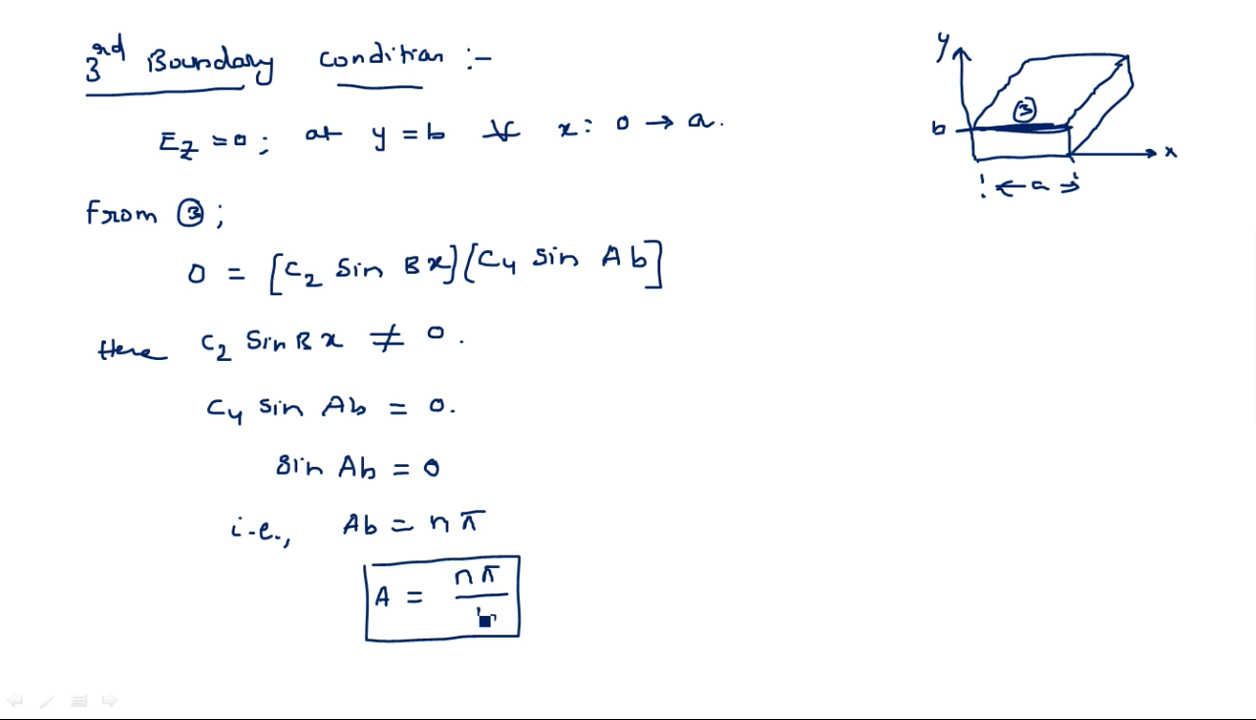 3rd Boundary Condition :-
Ez = 0 ; at y = b ∀ x : 0 → a.
From ③ ;
0 = [C2 Sin Bx][C4 Sin Ab]
Here C2 Sin Bx ≠ 0.
C4 Sin Ab = 0.
Sin Ab = 0
i.e., Ab = nπ
A = nπ/b
y
③
b
x
← a →